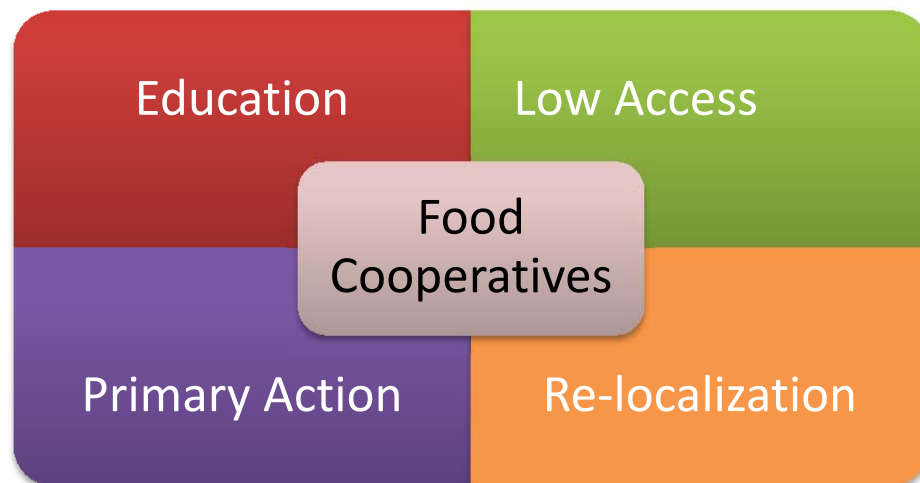 Education
Low Access
Food
Cooperatives
Primary Action
Re-localization